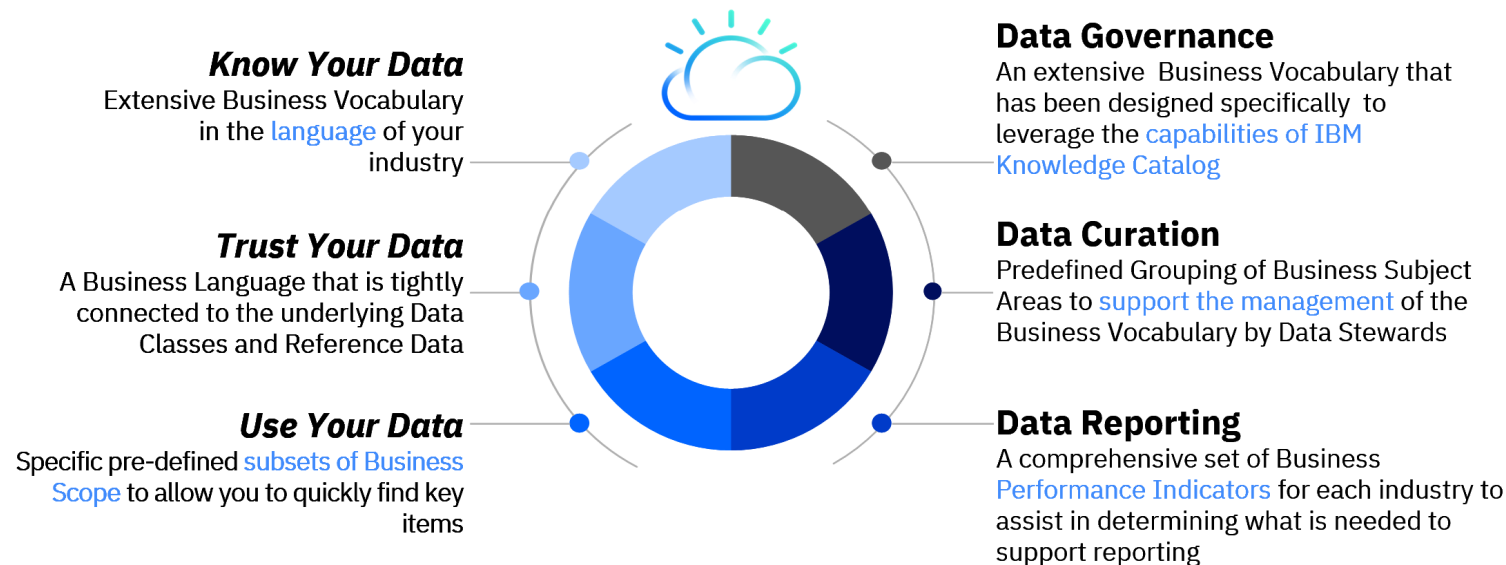 Know Your Data
Extensive Business Vocabulary
in the language of your
industry
Trust Your Data
A Business Language that is tightly
connected to the underlying Data
Classes and Reference Data
Use Your Data
Specific pre-defined subsets of Business
Scope to allow you to quickly find key
items
Data Governance
An extensive Business Vocabulary that
has been designed specifically to
leverage the capabilities of IBM
Knowledge Catalog
Data Curation
Predefined Grouping of Business Subject
Areas to support the management of the
Business Vocabulary by Data Stewards
Data Reporting
A comprehensive set of Business
Performance Indicators for each industry to
assist in determining what is needed to
support reporting